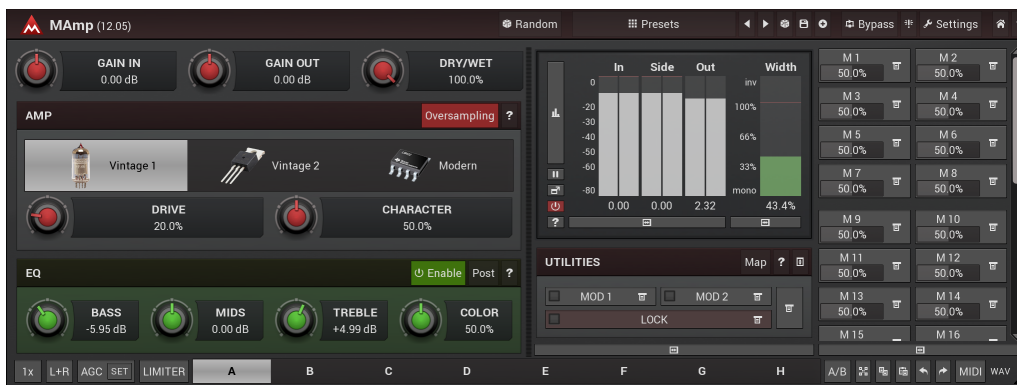 MAmp (12.05) Random Presets Bypass Settings
GAIN IN
0.00 dB
GAIN OUT
0.00 dB
DRY/WET
100.0%
AMP Oversampling ?
Vintage 1 Vintage 2 Modern
DRIVE
20.0%
CHARACTER
50.0%
EQ Enable Post ?
BASS
-5.95 dB
MIDS
0.00 dB
TREBLE
+4.99 dB
COLOR
50.0%
In Side Out Width
0
-20
-30
-40
-50
-60
-80
inv
100%
66%
33%
mono
0.00 0.00 2.32 43.4%
?
UTILITIES Map ?
MOD 1 MOD 2
LOCK
M 1
50.0%
M 2
50.0%
M 3
50.0%
M 4
50.0%
M 5
50.0%
M 6
50.0%
M 7
50.0%
M 8
50.0%
M 9
50.0%
M 10
50.0%
M 11
50.0%
M 12
50.0%
M 13
50.0%
M 14
50.0%
M 15
M 16
1x L+R AGC SET LIMITER A B C D E F G H A/B MIDI WAV